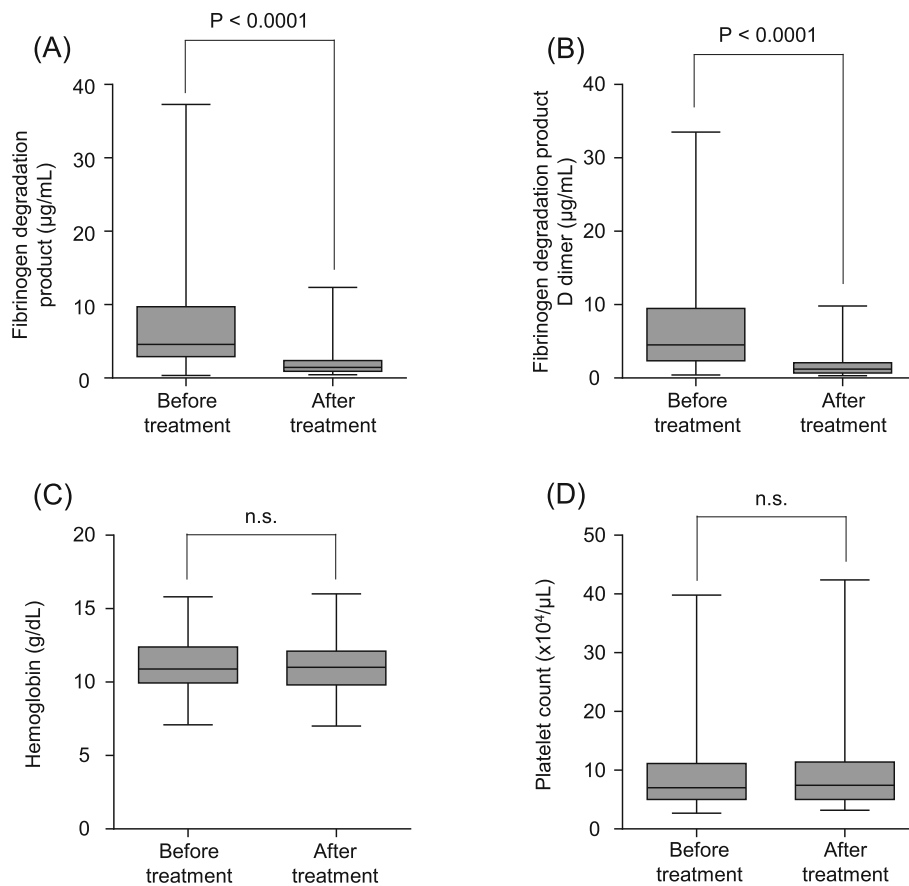 (A)
P < 0.0001
Fibrinogen degradation
product (µg/mL)
40
30
20
10
0
Before
treatment
After
treatment
(B)
P < 0.0001
Fibrinogen degradation product
D dimer (µg/mL)
40
30
20
10
0
Before
treatment
After
treatment
(C)
n.s.
Hemoglobin (g/dL)
20
15
10
5
0
Before
treatment
After
treatment
(D)
n.s.
Platelet count (x10⁴/µL)
50
40
30
20
10
0
Before
treatment
After
treatment